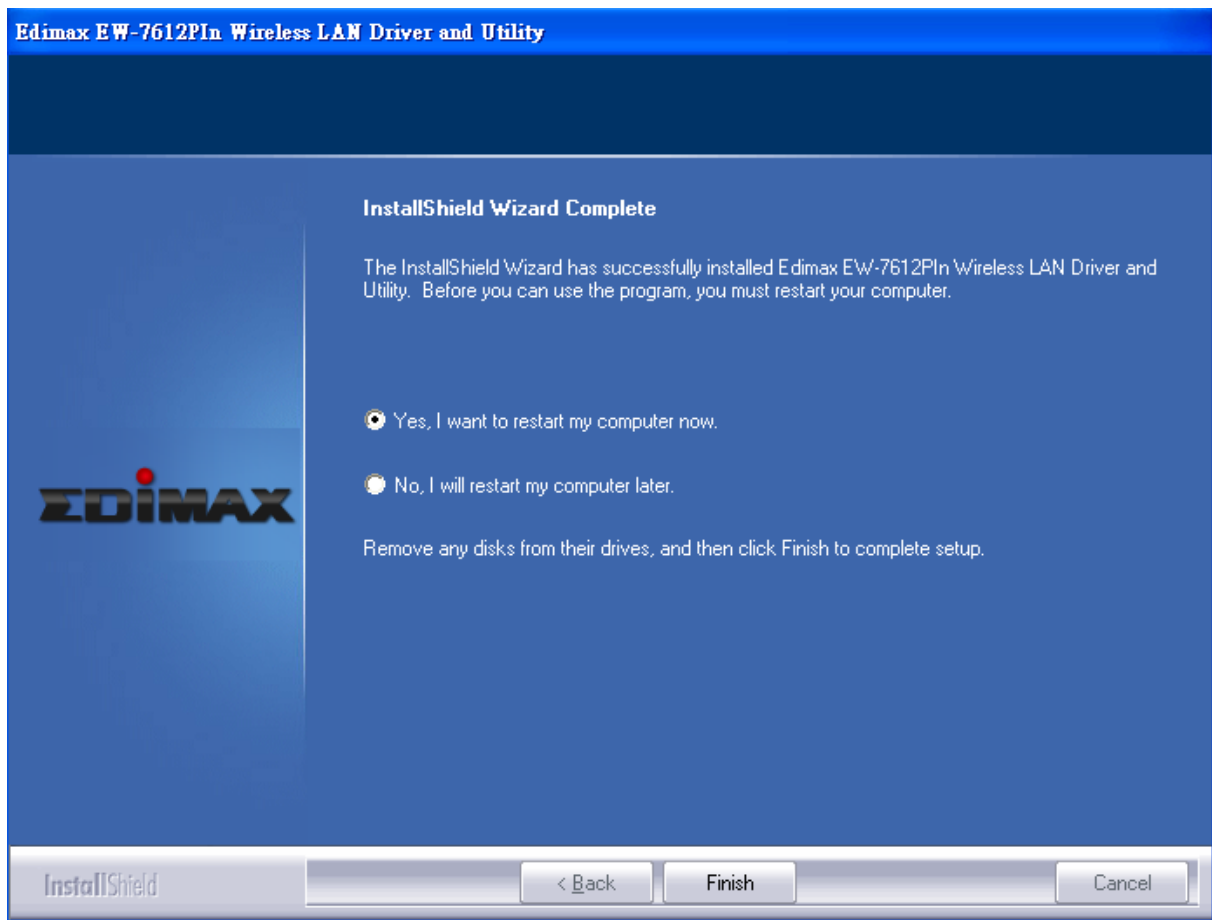 Edimax EW-7612PIn Wireless LAN Driver and Utility
InstallShield Wizard Complete
The InstallShield Wizard has successfully installed Edimax EW-7612PIn Wireless LAN Driver and
Utility.  Before you can use the program, you must restart your computer.
Yes, I want to restart my computer now.
No, I will restart my computer later.
EDIMAX
Remove any disks from their drives, and then click Finish to complete setup.
InstallShield
< Back
Finish
Cancel